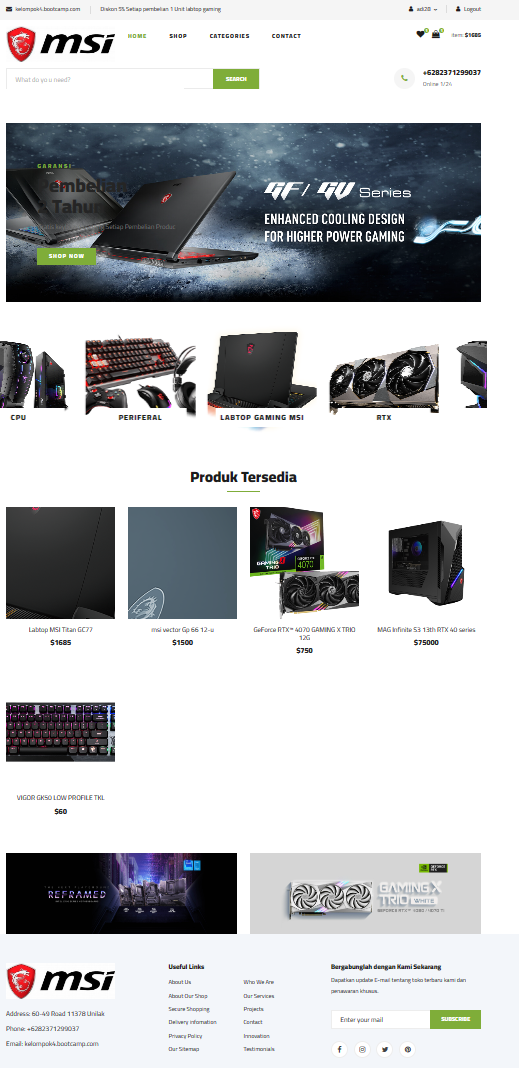 kelompok4.bootcamp.com
Diskon 5% Setiap pembelian 1 Unit labtop gaming
adi28
Logout
msi
HOME
SHOP
CATEGORIES
CONTACT
item: $1685
What do yo u need?
SEARCH
+6282371299037
Online 1/24
GARANSI
Pembelian
Tahun
Setiap Pembelian Produk
SHOP NOW
GF/GV Series
ENHANCED COOLING DESIGN
FOR HIGHER POWER GAMING
CPU
PERIFERAL
LABTOP GAMING MSI
RTX
Produk Tersedia
GAMING
TRIO
4070
Labtop MSI Titan GC77
$1685
msi vector Gp 66 12-u
$1500
GeForce RTX™ 4070 GAMING X TRIO
12G
$750
MAG Infinite S3 13th RTX 40 series
$75000
VIGOR GK50 LOW PROFILE TKL
$60
REFRAMED
GAMING X
TRIO WHITE
msi
Address: 60-49 Road 11378 Unilak
Phone: +6282371299037
Email: kelompok4.bootcamp.com
Useful Links
About Us
About Our Shop
Secure Shopping
Delivery infomation
Privacy Policy
Our Sitemap
Who We Are
Our Services
Projects
Contact
Innovation
Testimonials
Bergabunglah dengan Kami Sekarang
Dapatkan update E-mail tentang toko terbaru kami dan
penawaran khusus.
Enter your mail
SUBSCRIBE